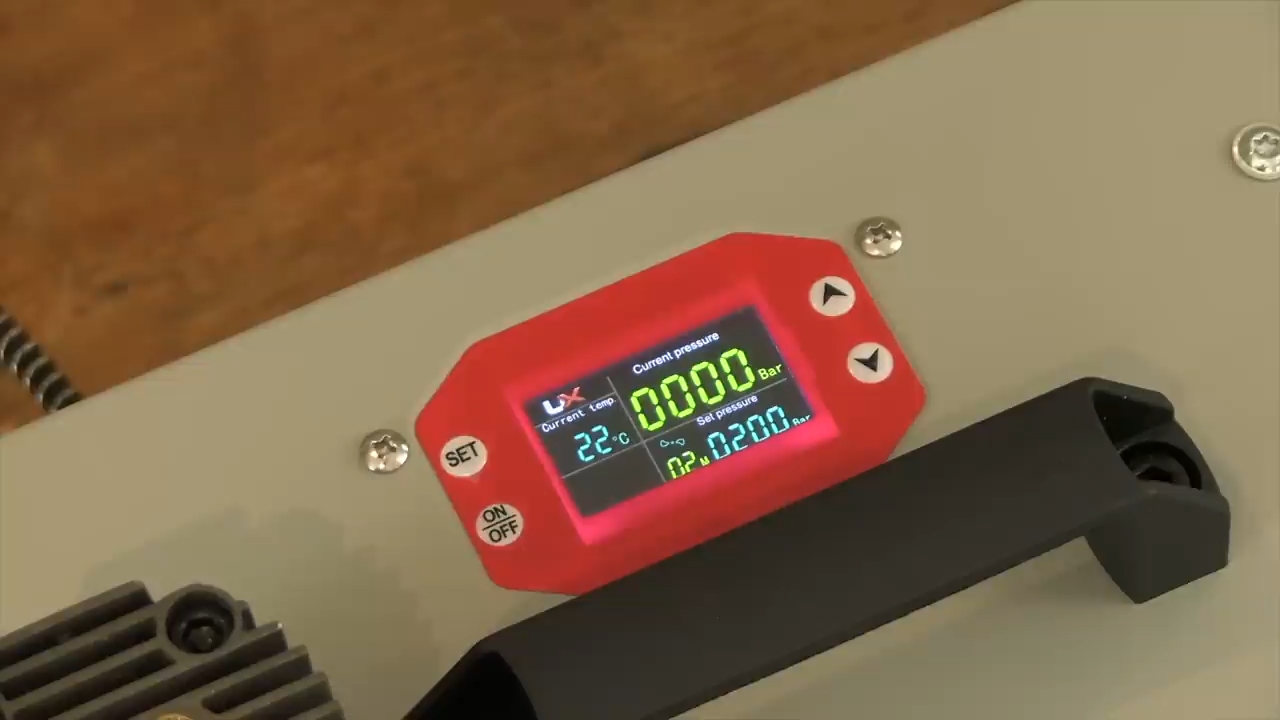 Current pressure
0000 Bar
UX
Current temp.
22°C
Set pressure
0200 Bar
02 M
SET
ON
OFF